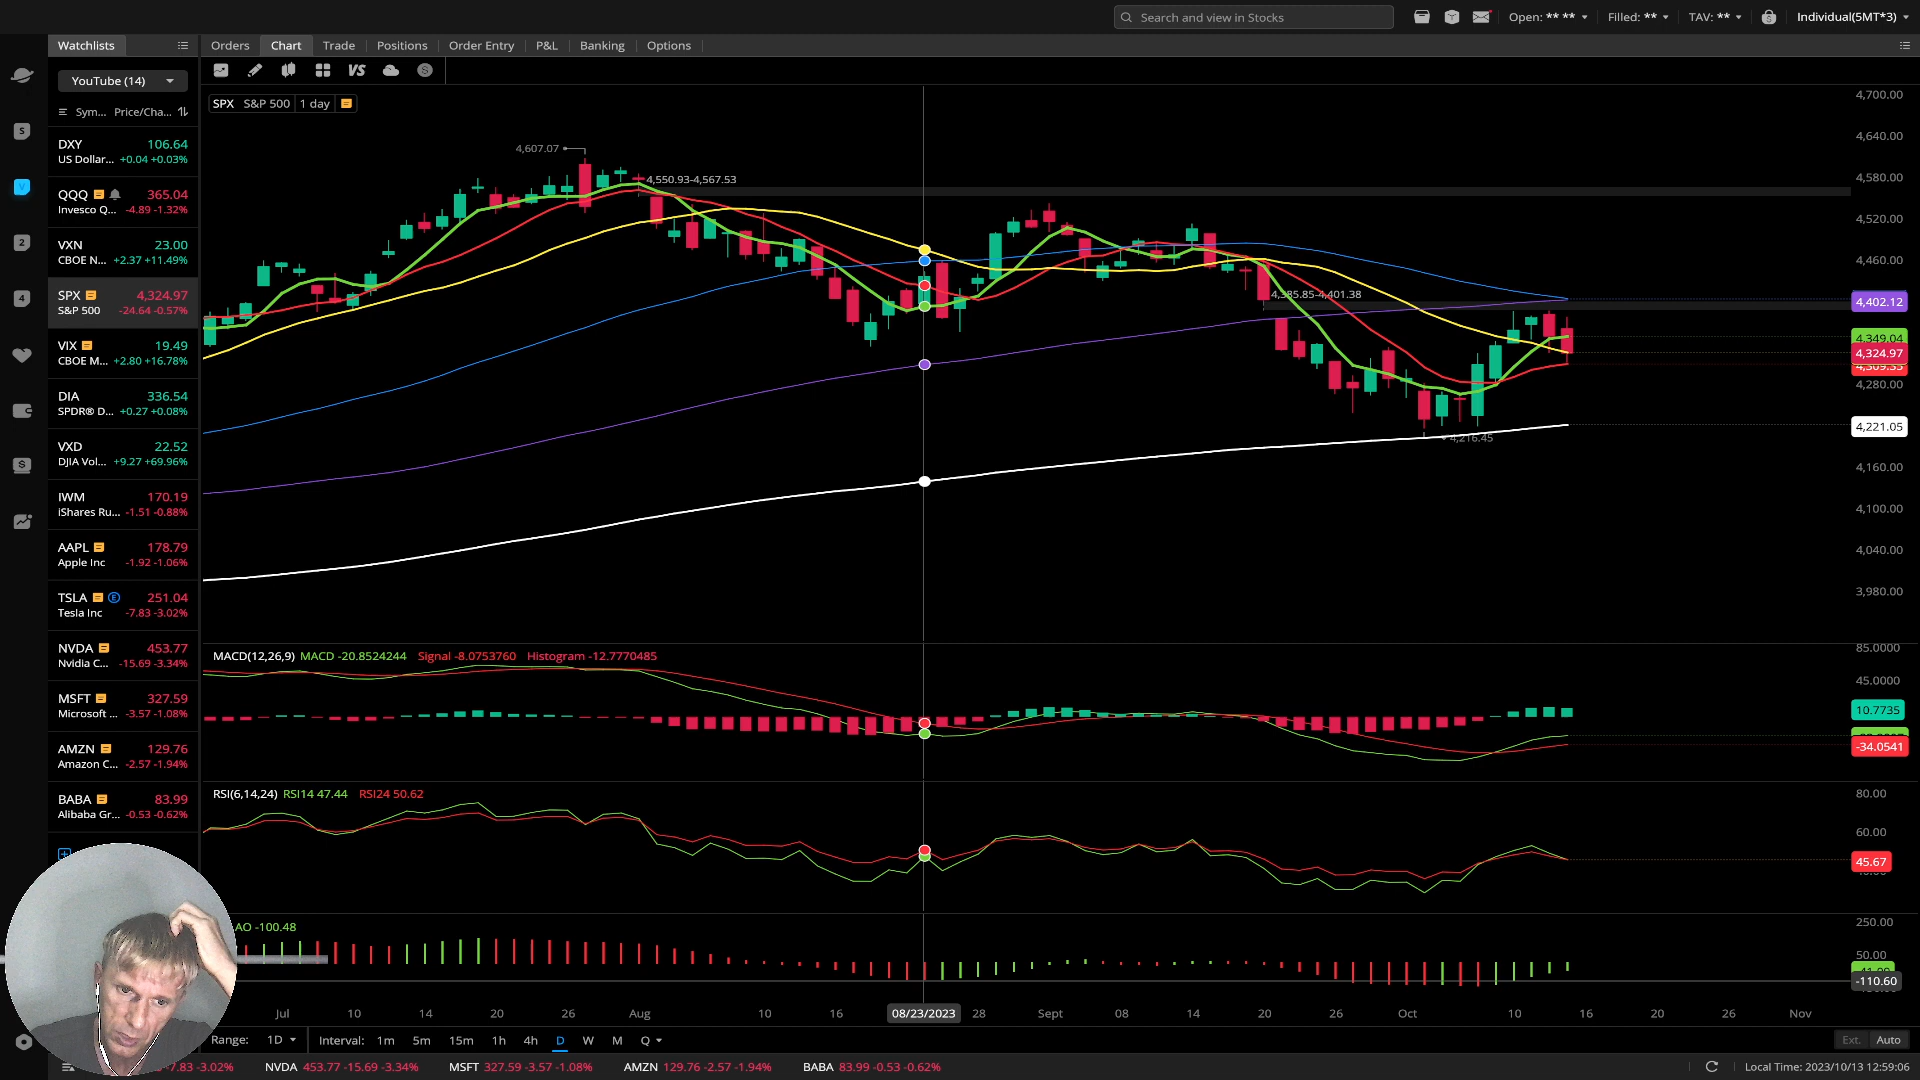 Search and view in Stocks
Open: ** **
Filled: **
TAV: **
Individual(5MT*3)
Watchlists
Orders Chart Trade Positions Order Entry P&L Banking Options
YouTube (14)
VS
Sym... Price/Cha...
SPX S&P 500 1 day
DXY 106.64
US Dollar... +0.04 +0.03%
QQQ 365.04
Invesco Q... -4.89 -1.32%
VXN 23.00
CBOE N... +2.37 +11.49%
SPX 4,324.97
S&P 500 -24.64 -0.57%
VIX 19.49
CBOE M... +2.80 +16.78%
DIA 336.54
SPDR® D... +0.27 +0.08%
VXD 22.52
DJIA Vol... +9.27 +69.96%
IWM 170.19
iShares Ru... -1.51 -0.88%
AAPL 178.79
Apple Inc -1.92 -1.06%
TSLA 251.04
Tesla Inc -7.83 -3.02%
NVDA 453.77
Nvidia C... -15.69 -3.34%
MSFT 327.59
Microsoft ... -3.57 -1.08%
AMZN 129.76
Amazon C... -2.57 -1.94%
BABA 83.99
Alibaba Gr... -0.53 -0.62%
4,607.07
4,550.93-4,567.53
4,385.85-4,401.38
4,216.45
4,700.00
4,640.00
4,580.00
4,520.00
4,460.00
4,402.12
4,349.04
4,324.97
4,280.00
4,221.05
4,160.00
4,100.00
4,040.00
3,980.00
MACD(12,26,9) MACD -20.8524244 Signal -8.0753760 Histogram -12.7770485
85.0000
45.0000
10.7735
-34.0541
RSI(6,14,24) RSI14 47.44 RSI24 50.62
80.00
60.00
45.67
AO -100.48
250.00
50.00
-110.60
Jul 10 14 20 26 Aug 10 16 08/23/2023 28 Sept 08 14 20 26 Oct 10 16 20 26 Nov
Range: 1D Interval: 1m 5m 15m 1h 4h D W M Q
Ext. Auto
-7.83 -3.02% NVDA 453.77 -15.69 -3.34% MSFT 327.59 -3.57 -1.08% AMZN 129.76 -2.57 -1.94% BABA 83.99 -0.53 -0.62%
Local Time: 2023/10/13 12:59:06